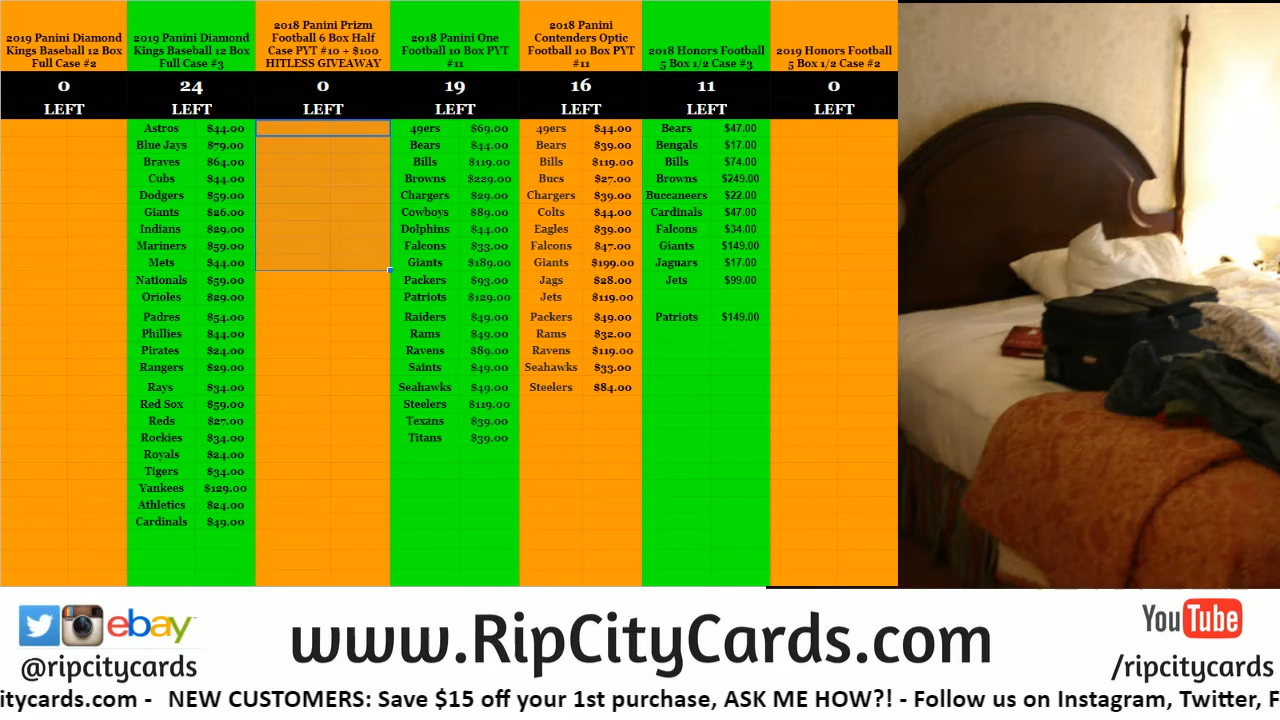 2019 Panini Diamond
Kings Baseball 12 Box
Full Case #2
0
LEFT
2019 Panini Diamond
Kings Baseball 12 Box
Full Case #3
24
LEFT
Astros $44.00
Blue Jays $79.00
Braves $64.00
Cubs $44.00
Dodgers $59.00
Giants $26.00
Indians $29.00
Mariners $59.00
Mets $44.00
Nationals $59.00
Orioles $29.00
Padres $54.00
Phillies $44.00
Pirates $24.00
Rangers $29.00
Rays $34.00
Red Sox $59.00
Reds $27.00
Rockies $34.00
Royals $24.00
Tigers $34.00
Yankees $129.00
Athletics $24.00
Cardinals $49.00
2018 Panini Prizm
Football 6 Box Half
Case PYT #10 + $100
HITLESS GIVEAWAY
0
LEFT
2018 Panini One
Football 10 Box PYT
#11
19
LEFT
49ers $69.00
Bears $44.00
Bills $119.00
Browns $229.00
Chargers $29.00
Cowboys $89.00
Dolphins $44.00
Falcons $33.00
Giants $189.00
Packers $93.00
Patriots $129.00
Raiders $49.00
Rams $49.00
Ravens $89.00
Saints $49.00
Seahawks $49.00
Steelers $119.00
Texans $39.00
Titans $39.00
2018 Panini
Contenders Optic
Football 10 Box PYT
#11
16
LEFT
49ers $44.00
Bears $39.00
Bills $119.00
Bucs $27.00
Chargers $39.00
Colts $44.00
Eagles $39.00
Falcons $47.00
Giants $199.00
Jags $28.00
Jets $119.00
Packers $49.00
Rams $32.00
Ravens $119.00
Seahawks $33.00
Steelers $84.00
2018 Honors Football
5 Box 1/2 Case #3
11
LEFT
Bears $47.00
Bengals $17.00
Bills $74.00
Browns $249.00
Buccaneers $22.00
Cardinals $47.00
Falcons $34.00
Giants $149.00
Jaguars $17.00
Jets $99.00
Patriots $149.00
2019 Honors Football
5 Box 1/2 Case #2
0
LEFT
ebay
@ripcitycards
www.RipCityCards.com
YouTube
/ripcitycards
citycards.com - NEW CUSTOMERS: Save $15 off your 1st purchase, ASK ME HOW?! - Follow us on Instagram, Twitter, F